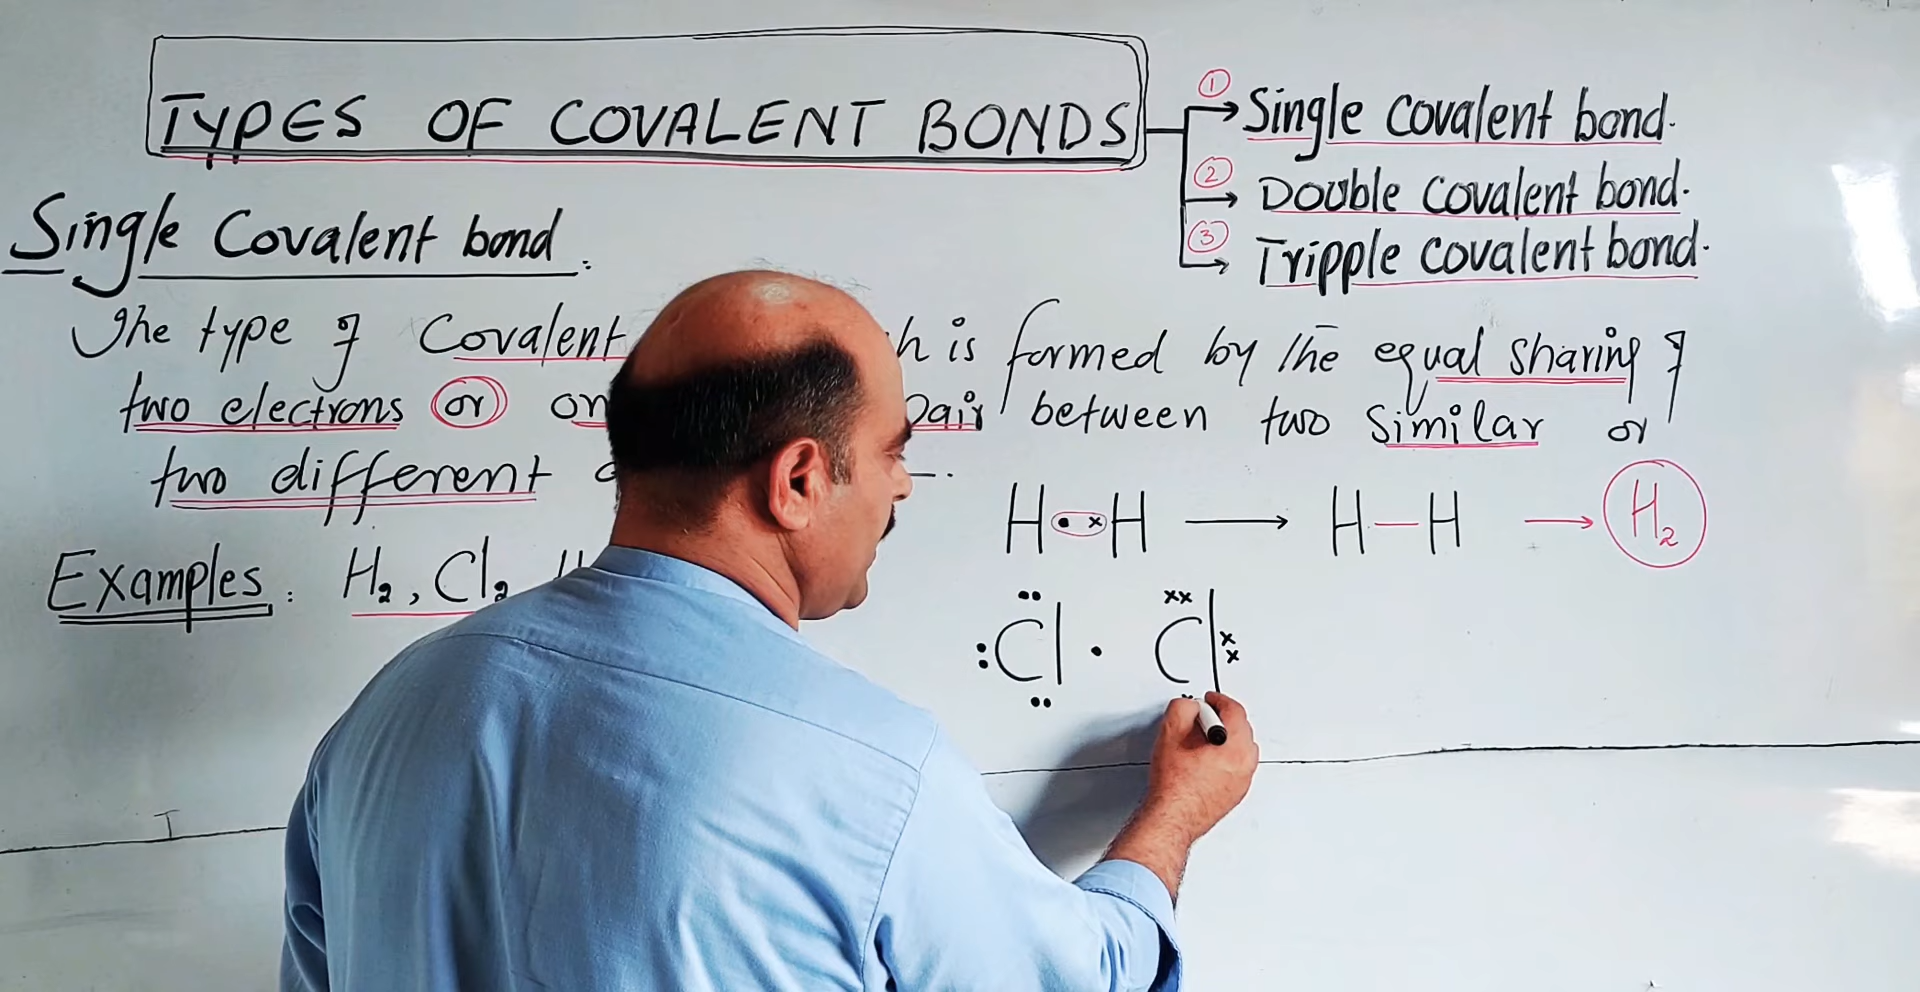 TYPES OF COVALENT BONDS
① Single covalent bond.
② Double covalent bond.
③ Tripple covalent bond.
Single Covalent bond.
The type of Covalent is formed by the equal sharing of
two electrons or pair between two similar or
two different
H • x H → H — H → H₂
Examples: H₂, Cl₂
Cl • Cl